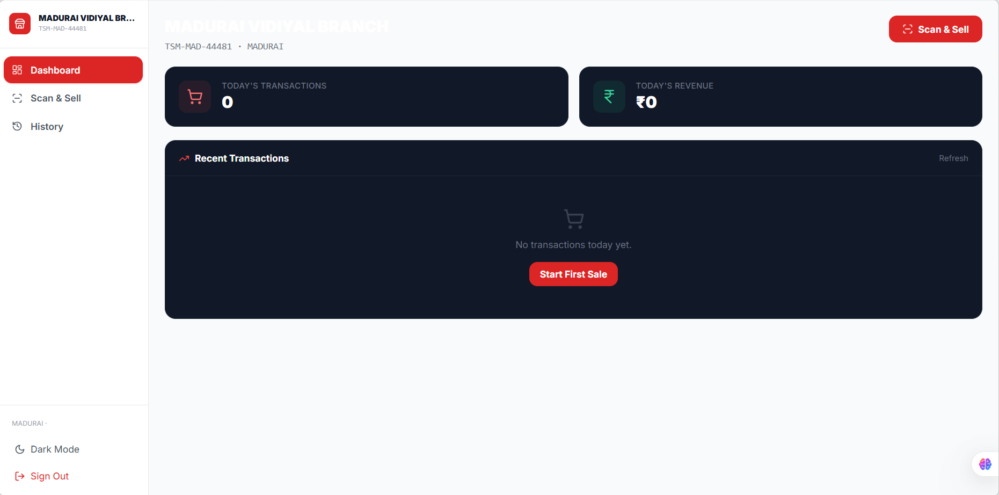 MADURAI VIDIYAL BR...
TSM-MAD-44481
Dashboard
Scan & Sell
History
MADURAI ·
Dark Mode
Sign Out
MADURAI VIDIYAL BRANCH
TSM-MAD-44481 · MADURAI
Scan & Sell
TODAY'S TRANSACTIONS
0
TODAY'S REVENUE
₹0
Recent Transactions
Refresh
No transactions today yet.
Start First Sale